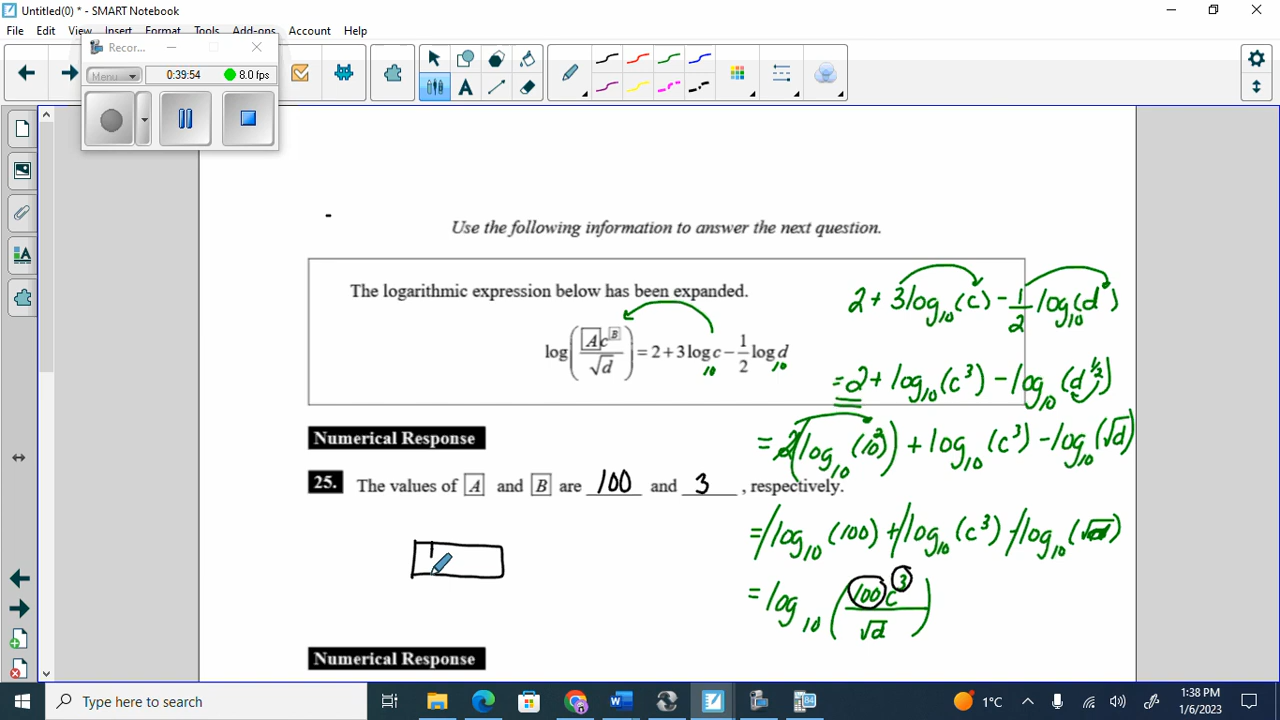 Untitled(0) * - SMART Notebook
File Edit View Insert Format Tools Add-ons Account Help
Recor...
Menu 0:39:54 8.0 fps
A
Use the following information to answer the next question.
The logarithmic expression below has been expanded.
log([A]c^[B]/√d) = 2 + 3 log₁₀ c − 1/2 log₁₀ d
2 + 3log₁₀(c) − 1/2 log₁₀(d)
= 2 + log₁₀(c³) − log₁₀(d^½)
= 2(log₁₀(10²)) + log₁₀(c³) − log₁₀(√d)
Numerical Response
25. The values of [A] and [B] are 100 and 3, respectively.
= log₁₀(100) + log₁₀(c³) − log₁₀(√d)
= log₁₀(100c³/√d)
Numerical Response
Type here to search
84
1°C
1:38 PM
1/6/2023